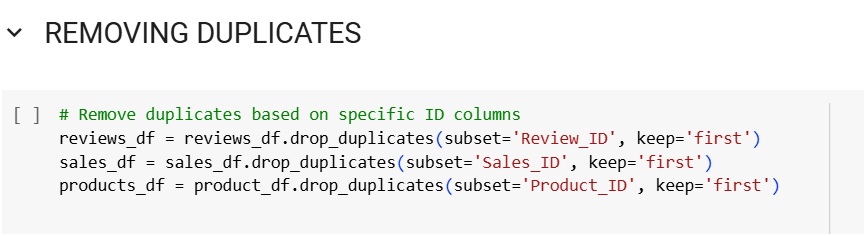 REMOVING DUPLICATES
[ ] # Remove duplicates based on specific ID columns
reviews_df = reviews_df.drop_duplicates(subset='Review_ID', keep='first')
sales_df = sales_df.drop_duplicates(subset='Sales_ID', keep='first')
products_df = product_df.drop_duplicates(subset='Product_ID', keep='first')